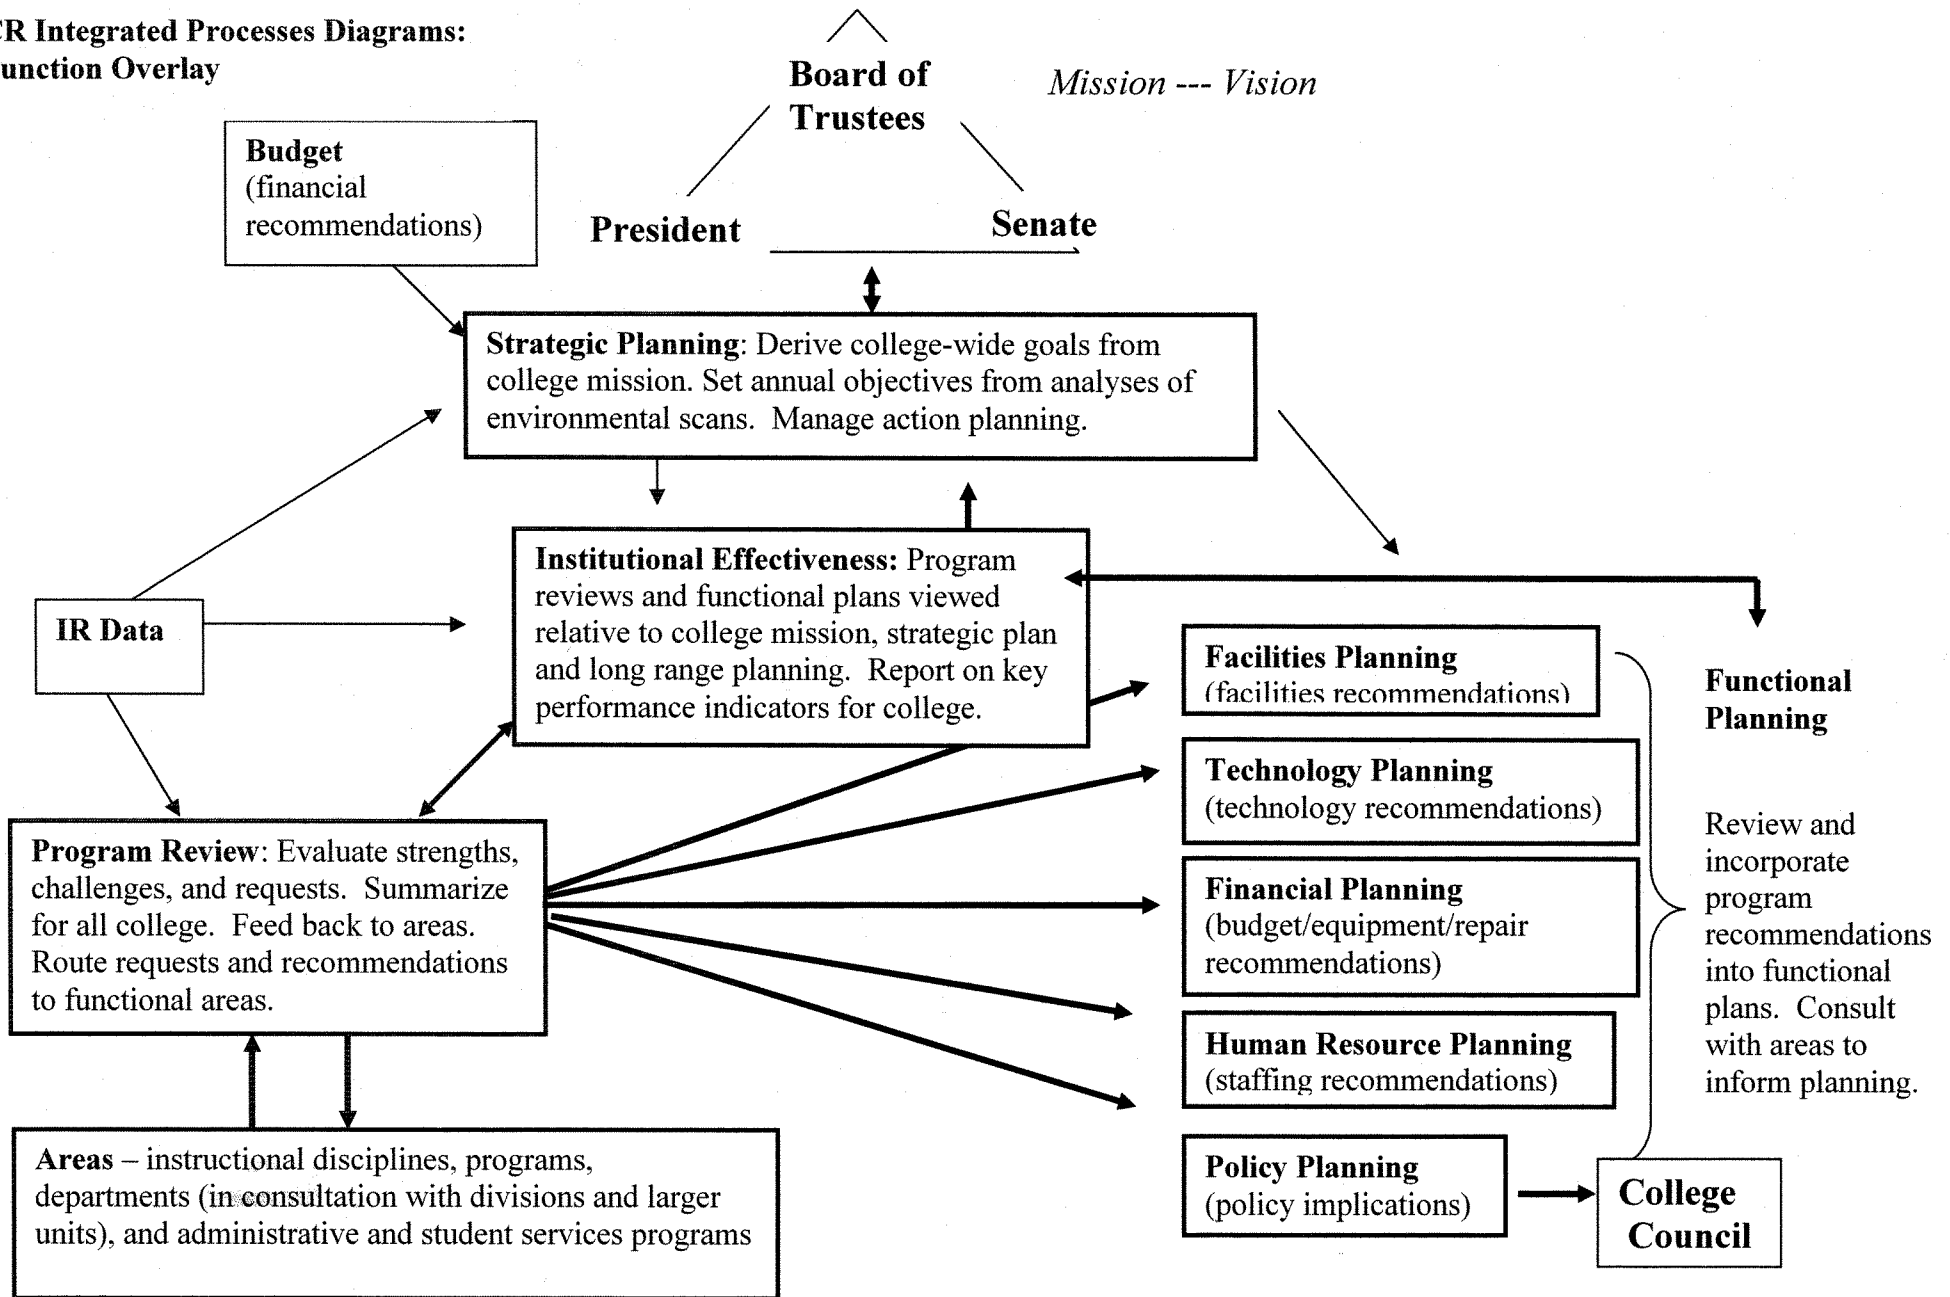 CR Integrated Processes Diagrams:
Function Overlay
Board of
Trustees
Mission --- Vision
Budget
(financial
recommendations)
President
Senate
Strategic Planning: Derive college-wide goals from
college mission. Set annual objectives from analyses of
environmental scans. Manage action planning.
Institutional Effectiveness: Program
reviews and functional plans viewed
relative to college mission, strategic plan
and long range planning. Report on key
performance indicators for college.
IR Data
Facilities Planning
(facilities recommendations)
Functional
Planning
Technology Planning
(technology recommendations)
Review and
incorporate
program
recommendations
into functional
plans. Consult
with areas to
inform planning.
Program Review: Evaluate strengths,
challenges, and requests. Summarize
for all college. Feed back to areas.
Route requests and recommendations
to functional areas.
Financial Planning
(budget/equipment/repair
recommendations)
Human Resource Planning
(staffing recommendations)
Areas – instructional disciplines, programs,
departments (in consultation with divisions and larger
units), and administrative and student services programs
Policy Planning
(policy implications)
College
Council